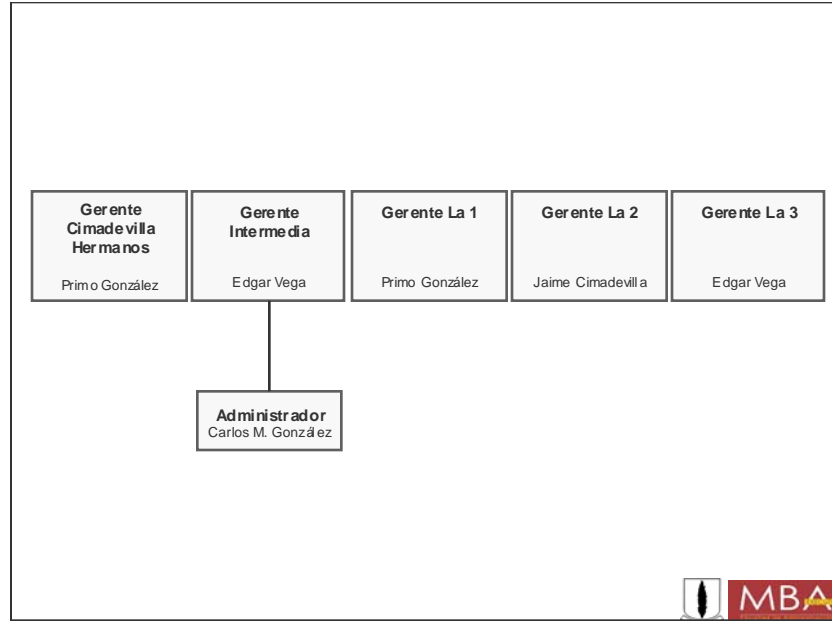 Gerente
Cimadevilla
Hermanos
Primo González
Gerente
Intermedia
Edgar Vega
Gerente La 1
Primo González
Gerente La 2
Jaime Cimadevilla
Gerente La 3
Edgar Vega
Administrador
Carlos M. González
MBA